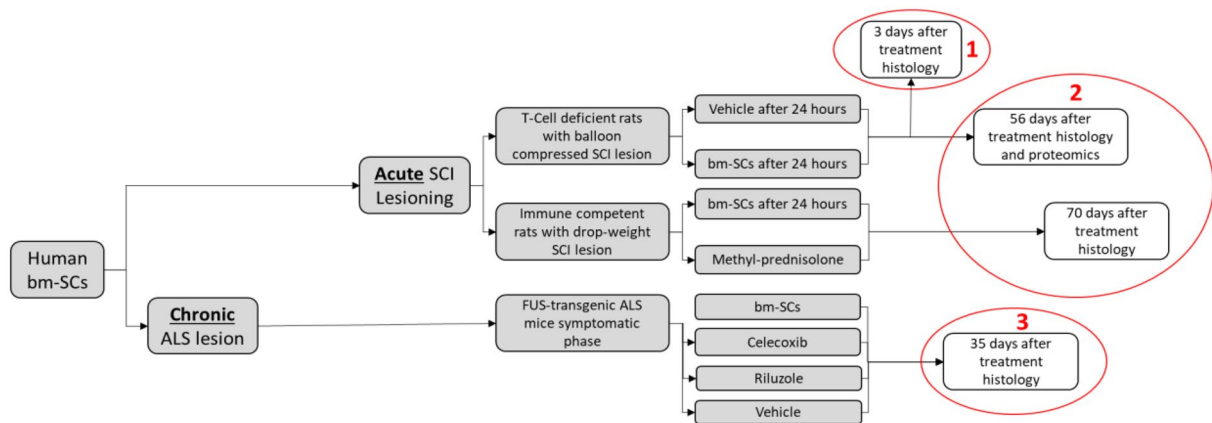 3 days after
treatment
histology
1
2
T-Cell deficient rats
with balloon
compressed SCI lesion
Vehicle after 24 hours
bm-SCs after 24 hours
56 days after
treatment histology
and proteomics
Acute SCI
Lesioning
Immune competent
rats with drop-weight
SCI lesion
bm-SCs after 24 hours
Methyl-prednisolone
70 days after
treatment
histology
Human
bm-SCs
Chronic
ALS lesion
FUS-transgenic ALS
mice symptomatic
phase
bm-SCs
Celecoxib
Riluzole
Vehicle
3
35 days after
treatment
histology